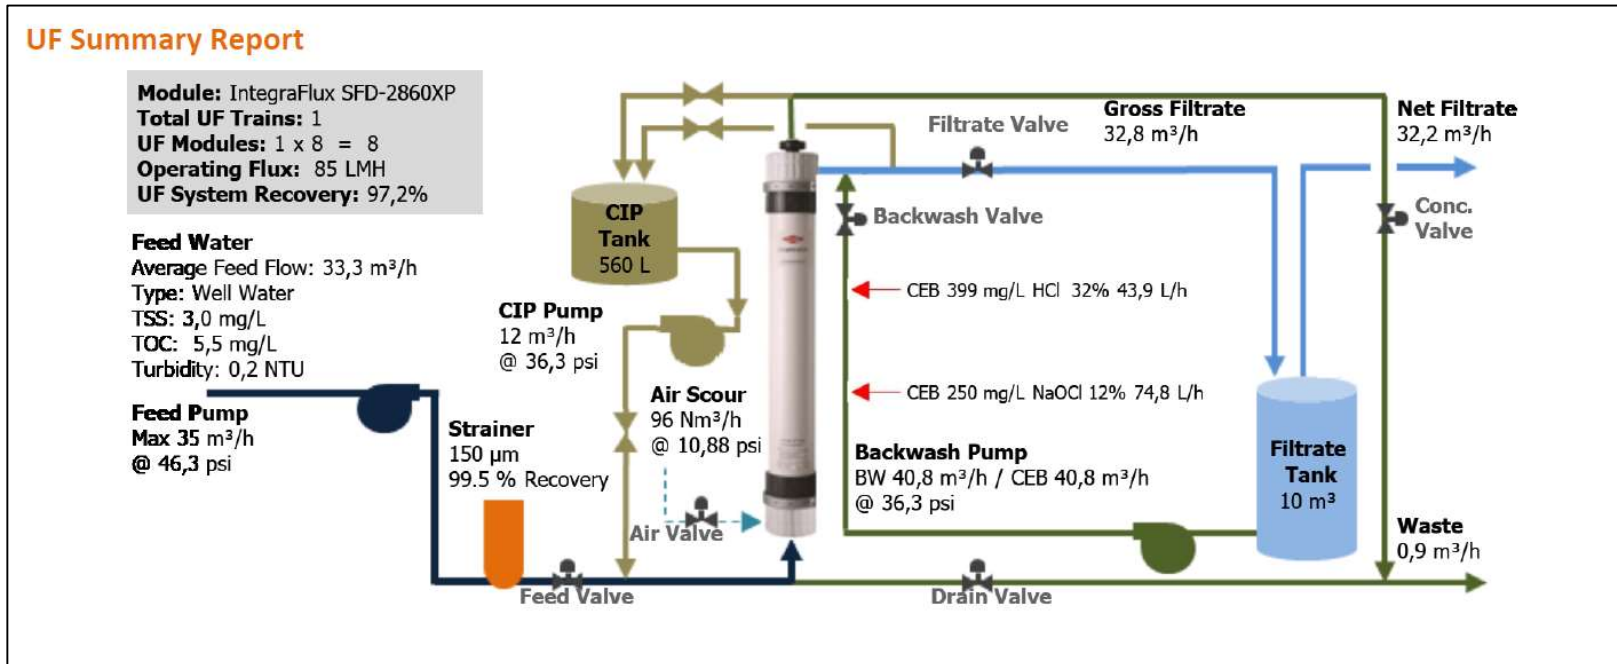 UF Summary Report
Module: IntegraFlux SFD-2860XP
Total UF Trains: 1
UF Modules: 1 x 8 = 8
Operating Flux: 85 LMH
UF System Recovery: 97,2%
Feed Water
Average Feed Flow: 33,3 m³/h
Type: Well Water
TSS: 3,0 mg/L
TOC: 5,5 mg/L
Turbidity: 0,2 NTU
Feed Pump
Max 35 m³/h
@ 46,3 psi
Strainer
150 µm
99.5 % Recovery
Feed Valve
CIP
Tank
560 L
CIP Pump
12 m³/h
@ 36,3 psi
Air Scour
96 Nm³/h
@ 10,88 psi
Air Valve
Filtrate Valve
Gross Filtrate
32,8 m³/h
Net Filtrate
32,2 m³/h
Backwash Valve
Conc.
Valve
CEB 399 mg/L HCl 32% 43,9 L/h
CEB 250 mg/L NaOCl 12% 74,8 L/h
Backwash Pump
BW 40,8 m³/h / CEB 40,8 m³/h
@ 36,3 psi
Filtrate
Tank
10 m³
Waste
0,9 m³/h
Drain Valve